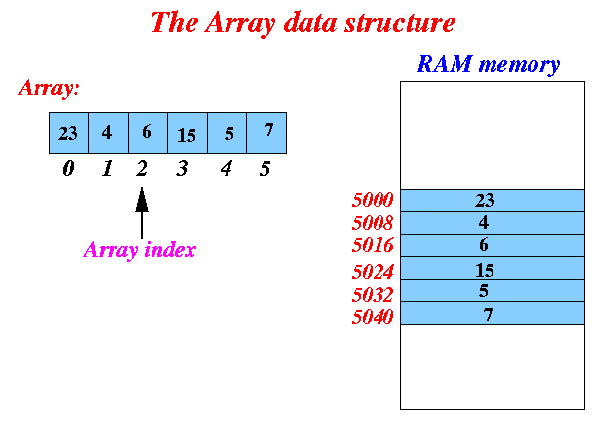 The Array data structure
RAM memory
Array:
23 4 6 15 5 7
0 1 2 3 4 5
Array index
5000 23
5008 4
5016 6
5024 15
5032 5
5040 7